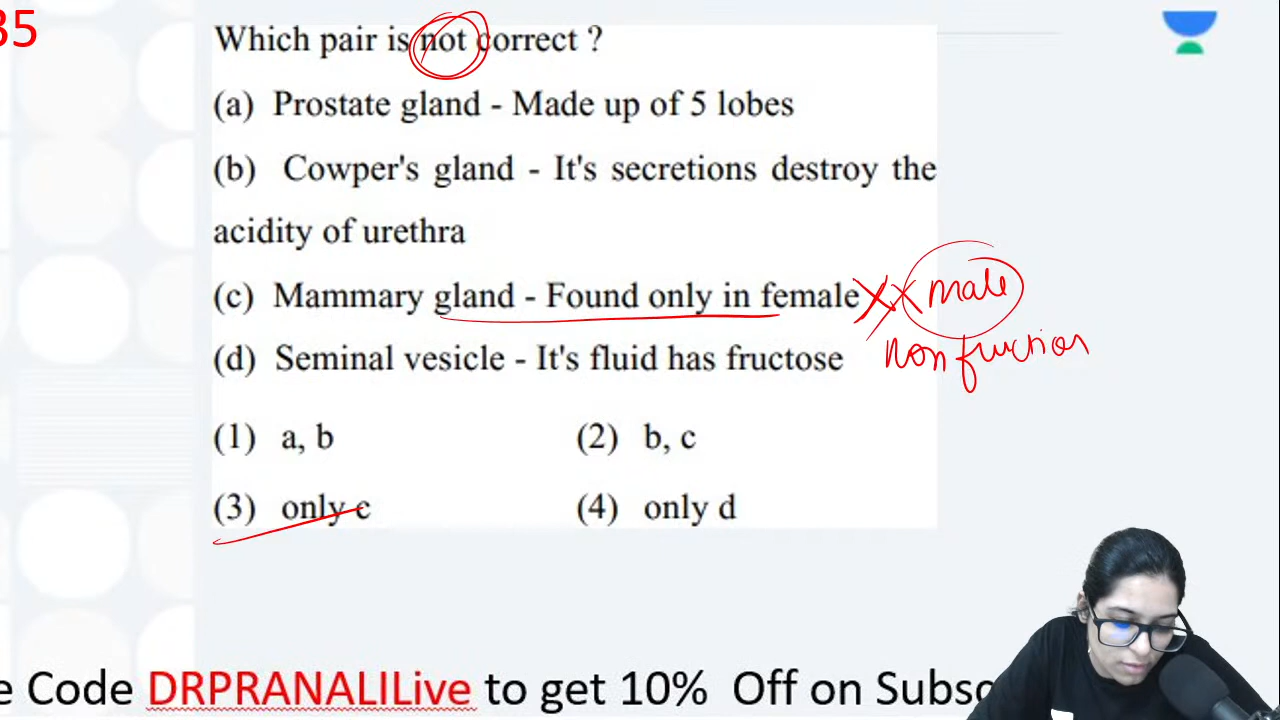 35
Which pair is not correct ?
(a) Prostate gland - Made up of 5 lobes
(b) Cowper's gland - It's secretions destroy the
acidity of urethra
(c) Mammary gland - Found only in female XX male
non function
(d) Seminal vesicle - It's fluid has fructose
(1) a, b
(2) b, c
(3) only c
(4) only d
e Code DRPRANALILive to get 10% Off on Subsc